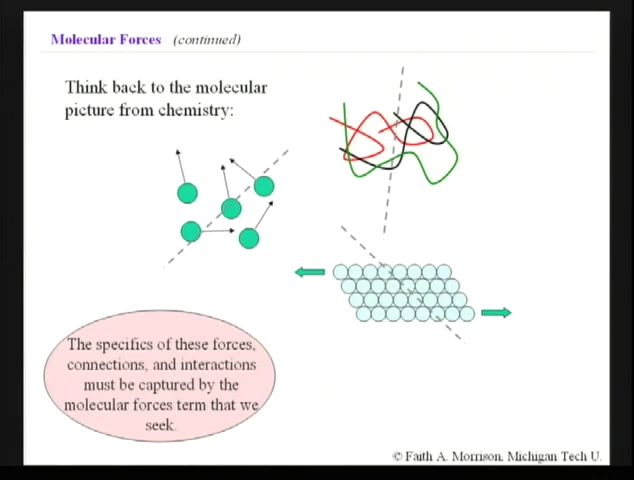 Molecular Forces (continued)
Think back to the molecular
picture from chemistry:
The specifics of these forces,
connections, and interactions
must be captured by the
molecular forces term that we
seek.
© Faith A. Morrison, Michigan Tech U.